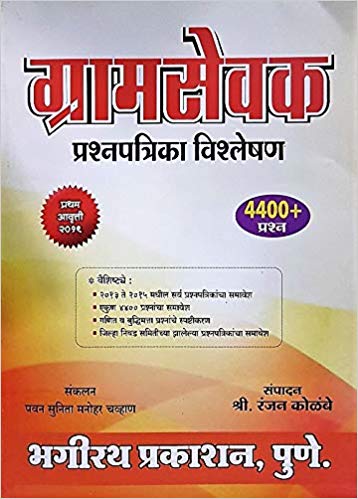 ग्रामसेवक
प्रश्नपत्रिका विश्लेषण
प्रथम
आवृत्ती
२०१९
4400+
प्रश्न
वैशिष्ट्ये :
२०१३ ते २०१५ मधील सर्व प्रश्नपत्रिकांचा समावेश
एकूण ४४०० प्रश्नांचा समावेश
गणित व बुद्धिमत्ता प्रश्नांचे स्पष्टीकरण
जिल्हा निवड समितीच्या झालेल्या प्रश्नपत्रिकांचा समावेश
संकलन
पवन सुनिता मनोहर चव्हाण
संपादन
श्री. रंजन कोळंबे
भगीरथ प्रकाशन, पुणे.